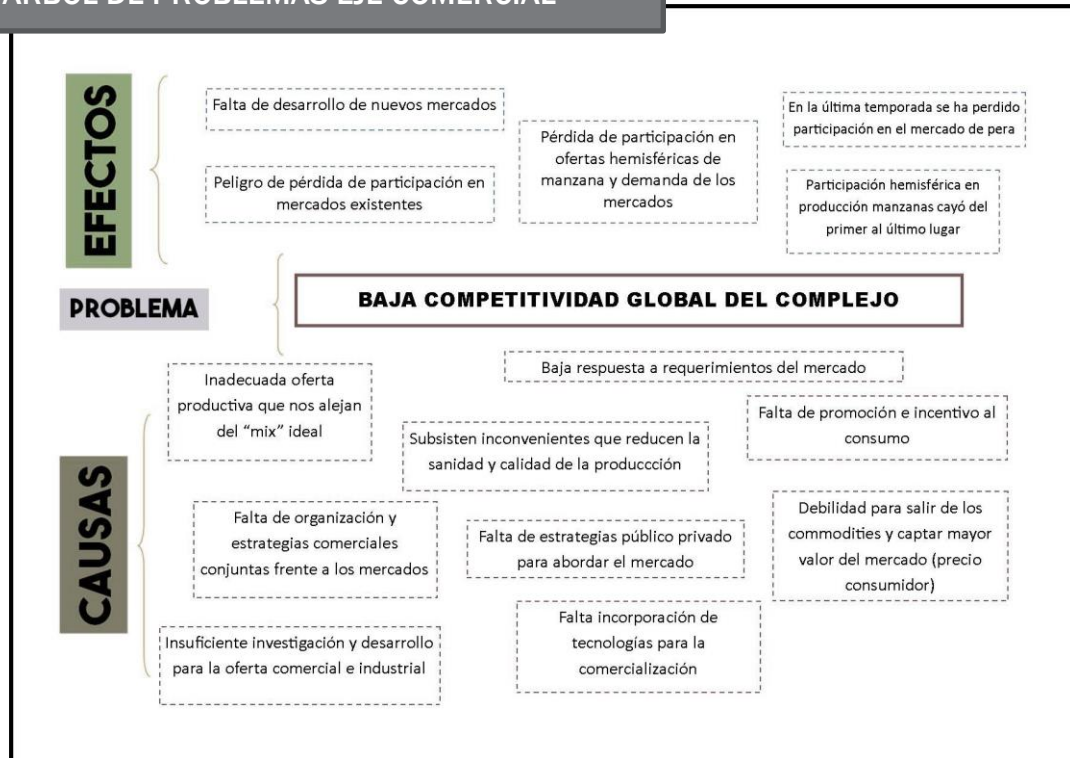 ÁRBOL DE PROBLEMAS EJE COMERCIAL
EFECTOS
Falta de desarrollo de nuevos mercados
Peligro de pérdida de participación en
mercados existentes
Pérdida de participación en
ofertas hemisféricas de
manzana y demanda de los
mercados
En la última temporada se ha perdido
participación en el mercado de pera
Participación hemisférica en
producción manzanas cayó del
primer al último lugar
PROBLEMA
BAJA COMPETITIVIDAD GLOBAL DEL COMPLEJO
CAUSAS
Inadecuada oferta
productiva que nos alejan
del “mix” ideal
Baja respuesta a requerimientos del mercado
Subsisten inconvenientes que reducen la
sanidad y calidad de la produccción
Falta de promoción e incentivo al
consumo
Falta de organización y
estrategias comerciales
conjuntas frente a los mercados
Falta de estrategias público privado
para abordar el mercado
Debilidad para salir de los
commodities y captar mayor
valor del mercado (precio
consumidor)
Insuficiente investigación y desarrollo
para la oferta comercial e industrial
Falta incorporación de
tecnologías para la
comercialización